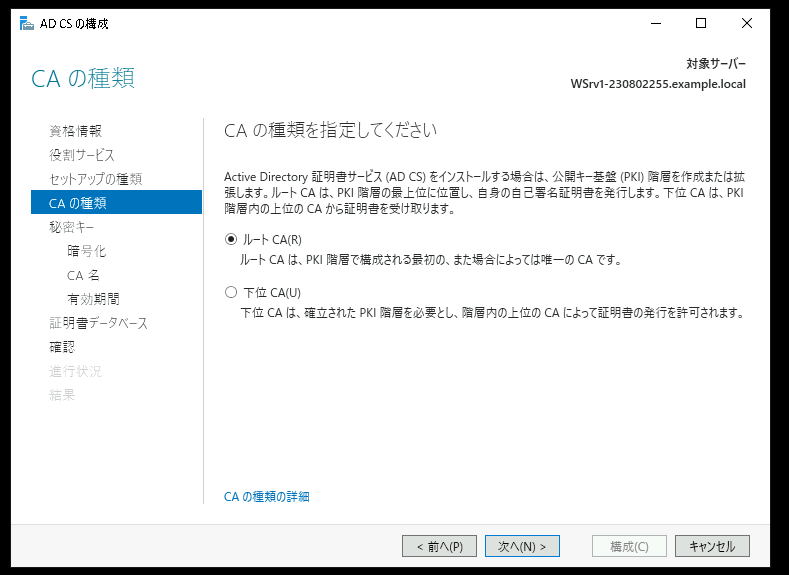 AD CS の構成
CA の種類
対象サーバー
WSrv1-230802255.example.local
資格情報
役割サービス
セットアップの種類
CA の種類
秘密キー
暗号化
CA 名
有効期間
証明書データベース
確認
進行状況
結果
CA の種類を指定してください
Active Directory 証明書サービス (AD CS) をインストールする場合は、公開キー基盤 (PKI) 階層を作成または拡
張します。ルート CA は、PKI 階層の最上位に位置し、自身の自己署名証明書を発行します。下位 CA は、PKI
階層内の上位の CA から証明書を受け取ります。
ルート CA(R)
ルート CA は、PKI 階層で構成される最初の、また場合によっては唯一の CA です。
下位 CA(U)
下位 CA は、確立された PKI 階層を必要とし、階層内の上位の CA によって証明書の発行を許可されます。
CA の種類の詳細
< 前へ(P)
次へ(N) >
構成(C)
キャンセル